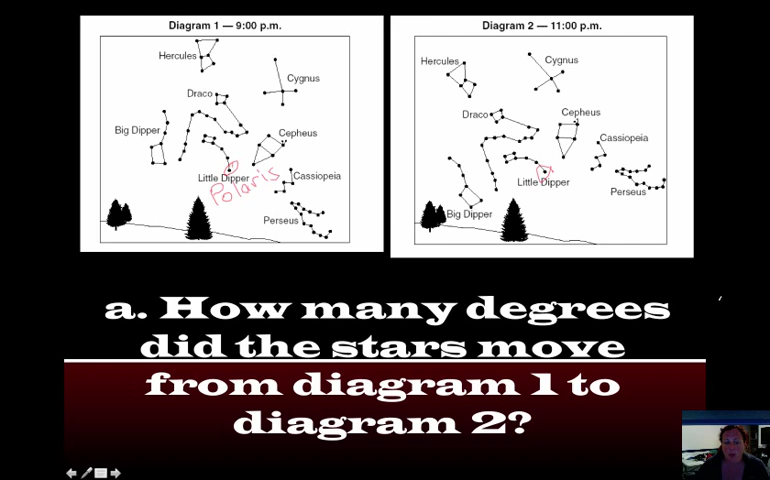 Diagram 1 — 9:00 p.m.
Hercules
Cygnus
Draco
Big Dipper
Cepheus
Little Dipper
Cassiopeia
Polaris
Perseus
Diagram 2 — 11:00 p.m.
Hercules
Cygnus
Draco
Cepheus
Cassiopeia
Little Dipper
Perseus
Big Dipper
a. How many degrees
did the stars move
from diagram 1 to
diagram 2?